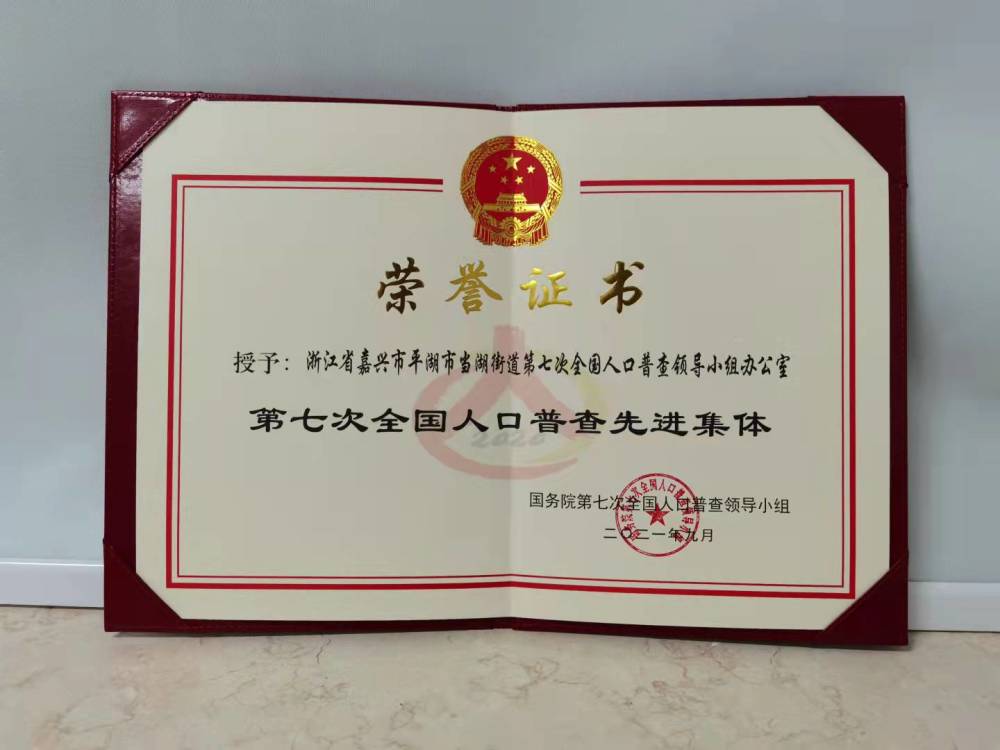 荣誉证书
授予：浙江省嘉兴市平湖市当湖街道第七次全国人口普查领导小组办公室
第七次全国人口普查先进集体
2020
国务院第七次全国人口普查领导小组
二〇二一年九月